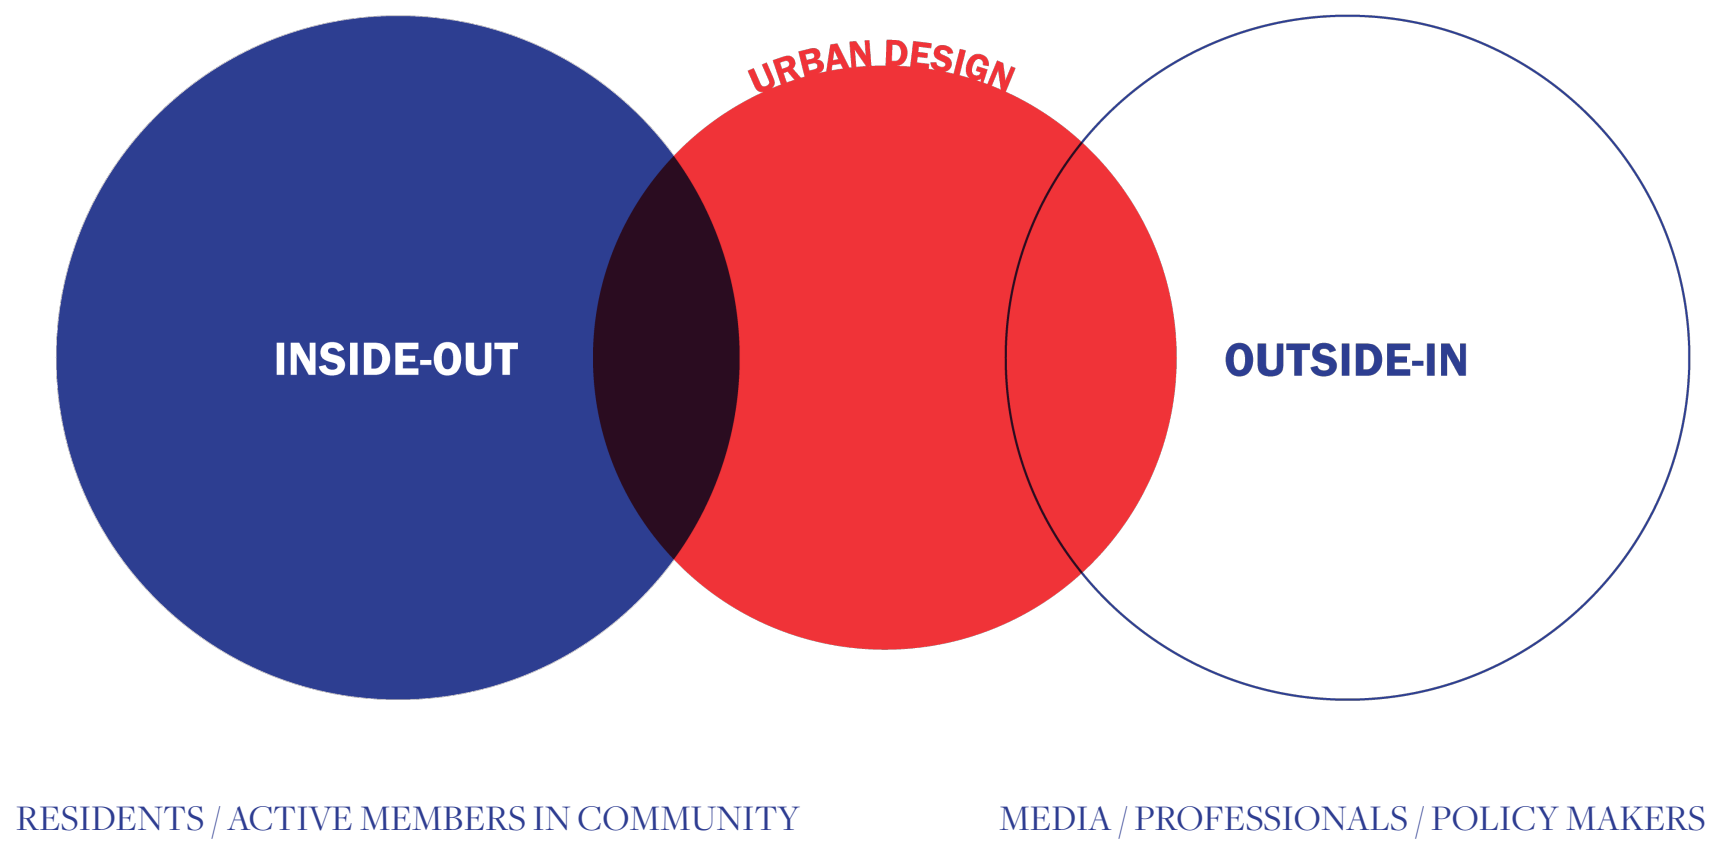 URBAN DESIGN
INSIDE-OUT
OUTSIDE-IN
RESIDENTS / ACTIVE MEMBERS IN COMMUNITY
MEDIA / PROFESSIONALS / POLICY MAKERS